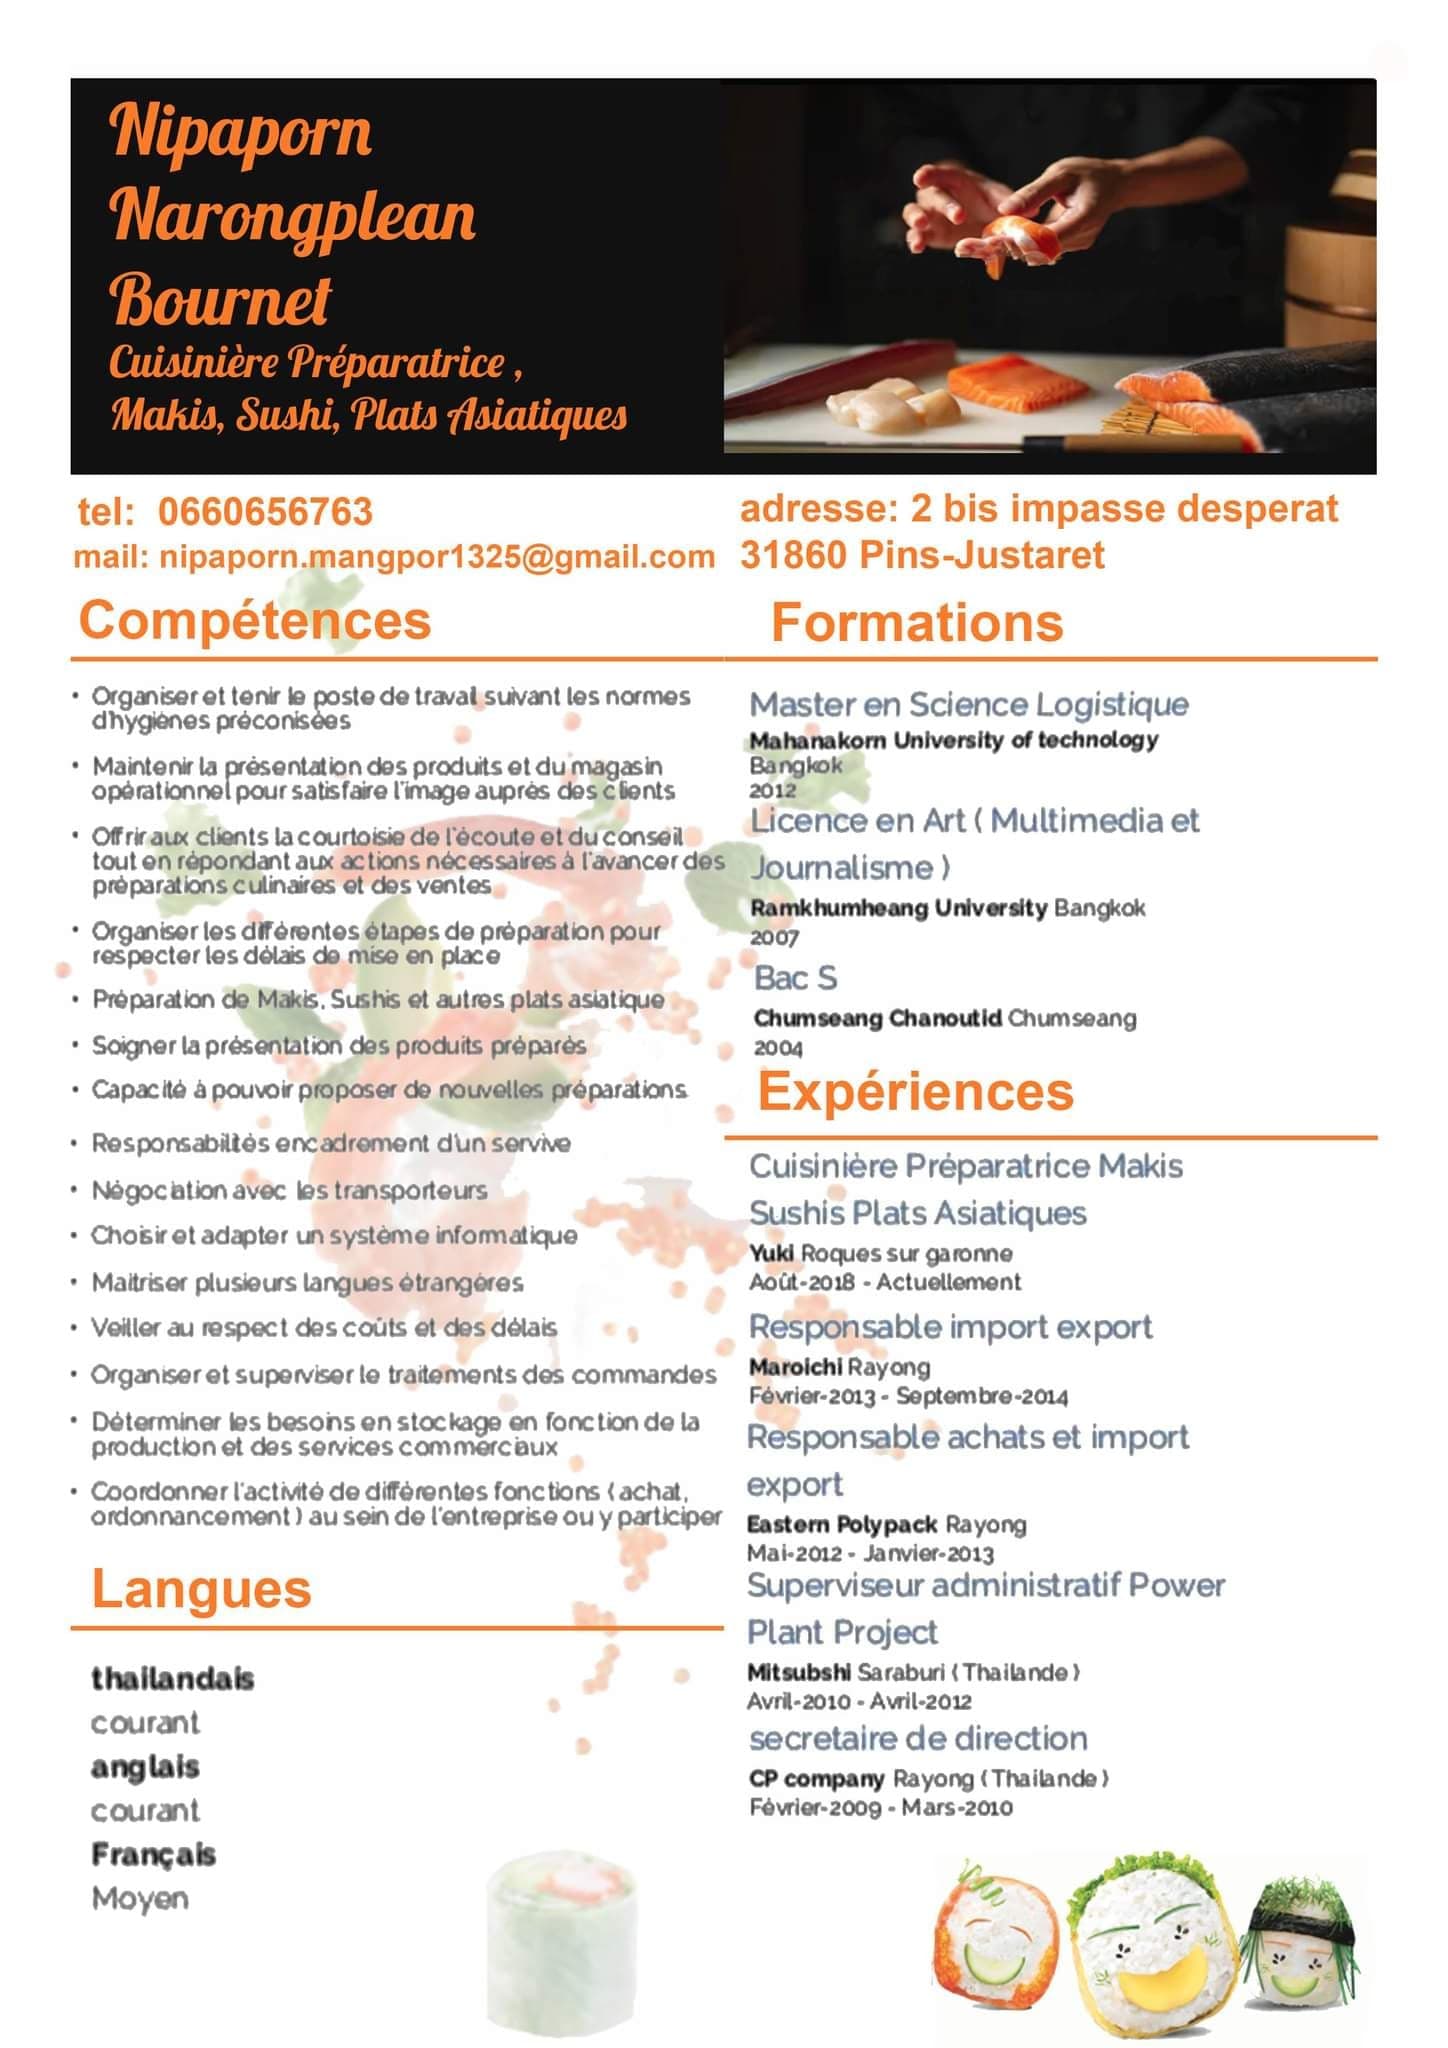 Nipaporn
Narongplean
Bournet
Cuisinière Préparatrice ,
Makis, Sushi, Plats Asiatiques
tel: 0660656763
mail: nipaporn.mangpor1325@gmail.com
adresse: 2 bis impasse desperat
31860 Pins-Justaret
Compétences
• Organiser et tenir le poste de travail suivant les normes
d'hygiènes préconisées
• Maintenir la présentation des produits et du magasin
opérationnel pour satisfaire l'image auprès des clients
• Offrir aux clients la courtoisie de l'écoute et du conseil
tout en répondant aux actions nécessaires à l'avancer des
préparations culinaires et des ventes
• Organiser les différentes étapes de préparation pour
respecter les délais de mise en place
• Préparation de Makis, Sushis et autres plats asiatique
• Soigner la présentation des produits préparés
• Capacité à pouvoir proposer de nouvelles préparations
• Responsabilités encadrement d'un servive
• Négociation avec les transporteurs
• Choisir et adapter un système informatique
• Maîtriser plusieurs langues étrangères
• Veiller au respect des coûts et des délais
• Organiser et superviser le traitements des commandes
• Déterminer les besoins en stockage en fonction de la
production et des services commerciaux
• Coordonner l'activité de différentes fonctions ( achat,
ordonnancement ) au sein de l'entreprise ou y participer
Langues
thailandais
courant
anglais
courant
Français
Moyen
Formations
Master en Science Logistique
Mahanakorn University of technology
Bangkok
2012
Licence en Art ( Multimedia et
Journalisme )
Ramkhumheang University Bangkok
2007
Bac S
Chumseang Chanoutid Chumseang
2004
Expériences
Cuisinière Préparatrice Makis
Sushis Plats Asiatiques
Yuki Roques sur garonne
Août-2018 - Actuellement
Responsable import export
Maroichi Rayong
Février-2013 - Septembre-2014
Responsable achats et import
export
Eastern Polypack Rayong
Mai-2012 - Janvier-2013
Superviseur administratif Power
Plant Project
Mitsubshi Saraburi ( Thailande )
Avril-2010 - Avril-2012
secretaire de direction
CP company Rayong ( Thailande )
Février-2009 - Mars-2010